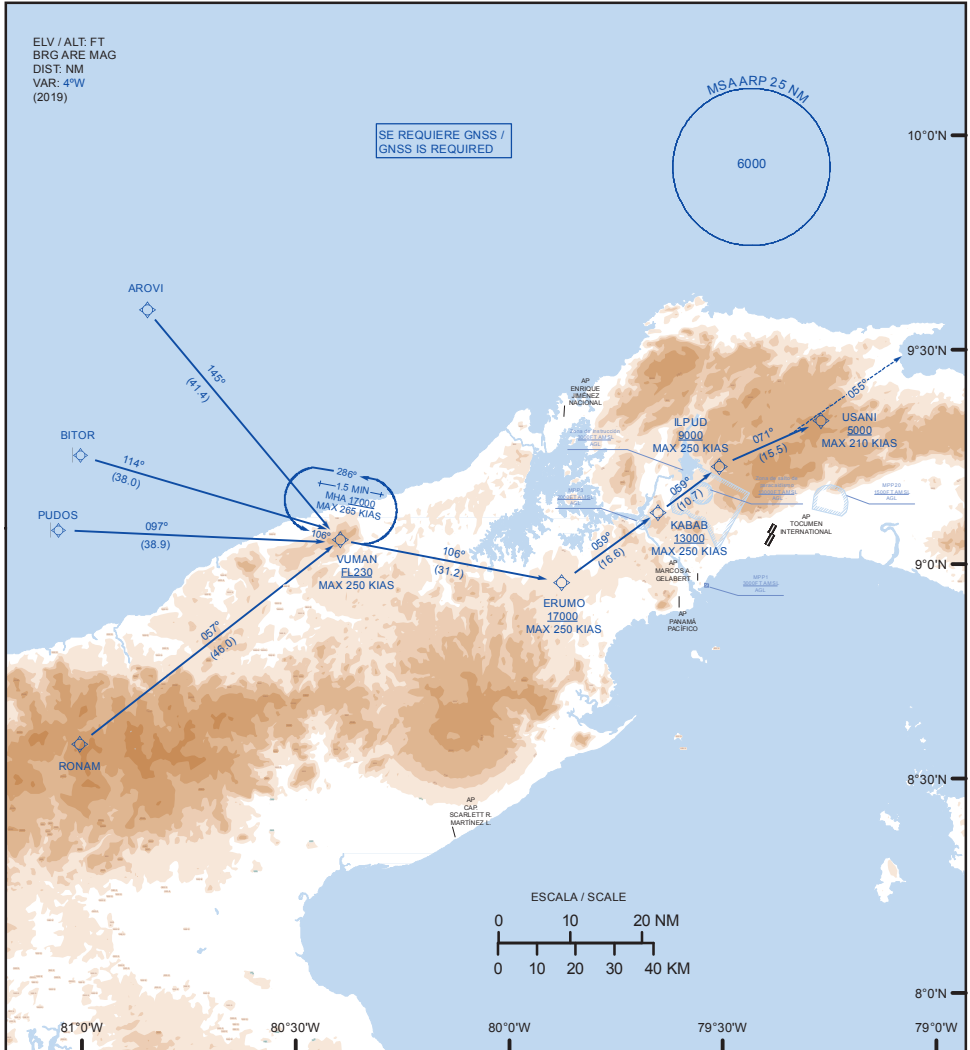 ELV / ALT: FT
BRG ARE MAG
DIST: NM
VAR: 4°W
(2019)
SE REQUIERE GNSS /
GNSS IS REQUIRED
MSA ARP 25 NM
6000
10°0'N
AROVI
145°
(41.4)
9°30'N
AP
ENRIQUE
JIMÉNEZ
NACIONAL
055°
ILPUD
9000
MAX 250 KIAS
USANI
5000
MAX 210 KIAS
071°
(15.5)
BITOR
114°
(38.0)
286°
1.5 MIN
MHA 17000
MAX 265 KIAS
106°
MPP26
1500FT AMSL
AGL
059°
(10.7)
PUDOS
097°
(38.9)
KABAB
13000
MAX 250 KIAS
AP
TOCUMEN
INTERNATIONAL
059°
(16.6)
VUMAN
FL230
MAX 250 KIAS
106°
(31.2)
9°0'N
AP
MARCOS A.
GELABERT
MPP1
AGL
ERUMO
17000
MAX 250 KIAS
AP
PANAMÁ
PACÍFICO
057°
(46.0)
RONAM
8°30'N
AP
CAP.
SCARLETT R.
MARTÍNEZ L.
ESCALA / SCALE
0 10 20 NM
0 10 20 30 40 KM
8°0'N
81°0'W 80°30'W 80°0'W 79°30'W 79°0'W